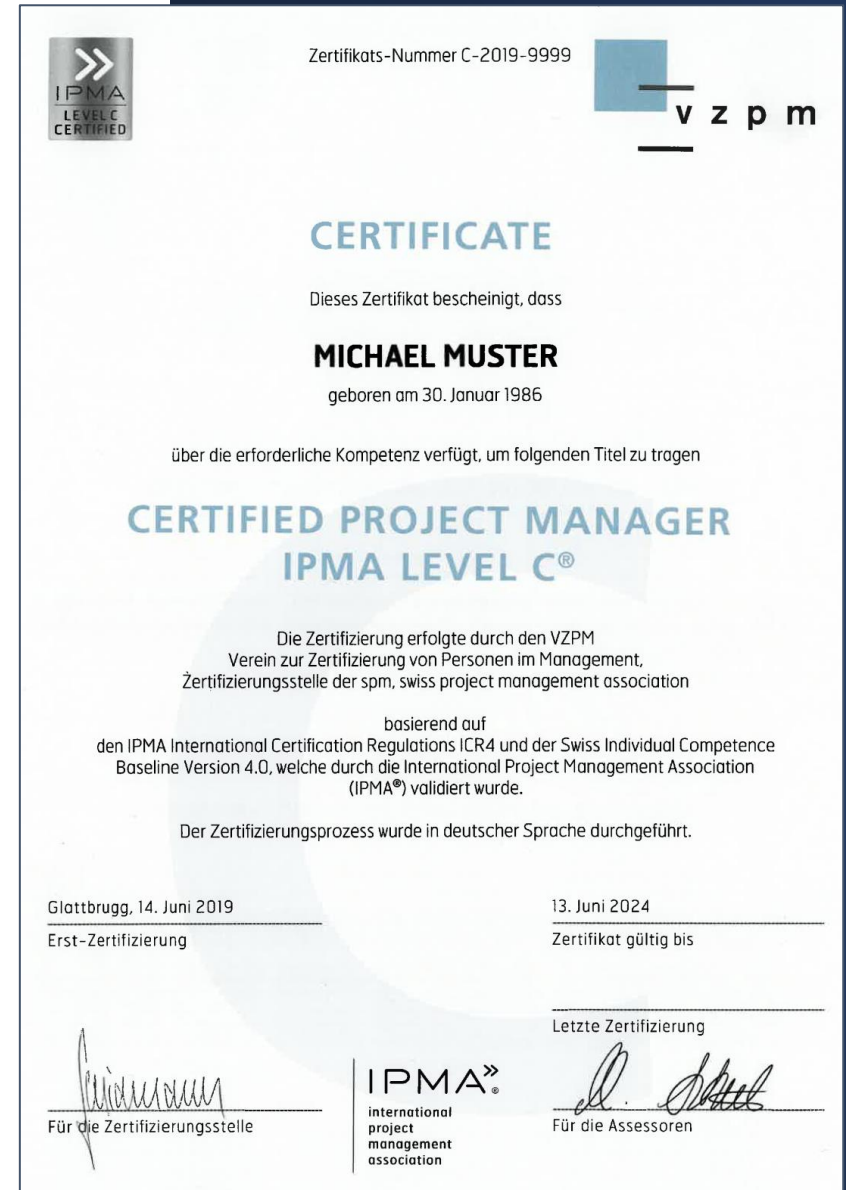 IPMA
LEVEL C
CERTIFIED
Zertifikats-Nummer C-2019-9999
vzpm
CERTIFICATE
Dieses Zertifikat bescheinigt, dass
MICHAEL MUSTER
geboren am 30. Januar 1986
über die erforderliche Kompetenz verfügt, um folgenden Titel zu tragen
CERTIFIED PROJECT MANAGER
IPMA LEVEL C®
Die Zertifizierung erfolgte durch den VZPM
Verein zur Zertifizierung von Personen im Management,
Zertifizierungsstelle der spm, swiss project management association
basierend auf
den IPMA International Certification Regulations ICR4 und der Swiss Individual Competence
Baseline Version 4.0, welche durch die International Project Management Association
(IPMA®) validiert wurde.
Der Zertifizierungsprozess wurde in deutscher Sprache durchgeführt.
Glattbrugg, 14. Juni 2019
Erst-Zertifizierung
13. Juni 2024
Zertifikat gültig bis
Letzte Zertifizierung
Für die Zertifizierungsstelle
IPMA®
international
project
management
association
Für die Assessoren